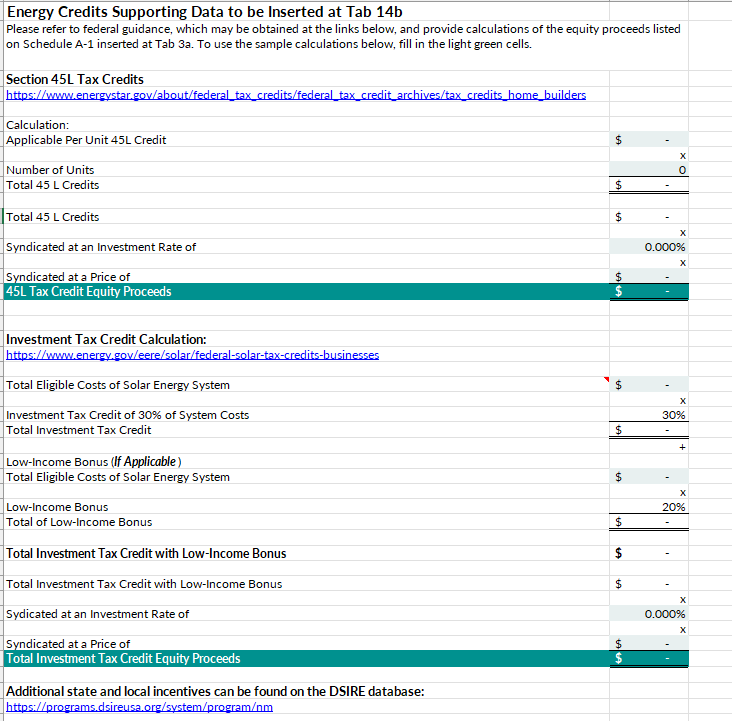 Energy Credits Supporting Data to be Inserted at Tab 14b
Please refer to federal guidance, which may be obtained at the links below, and provide calculations of the equity proceeds listed
on Schedule A-1 inserted at Tab 3a. To use the sample calculations below, fill in the light green cells.
Section 45L Tax Credits
https://www.energystar.gov/about/federal_tax_credits/federal_tax_credit_archives/tax_credits_home_builders
Calculation:
Applicable Per Unit 45L Credit $ -
x
Number of Units 0
Total 45 L Credits $ -
Total 45 L Credits $ -
x
Syndicated at an Investment Rate of 0.000%
x
Syndicated at a Price of $ -
45L Tax Credit Equity Proceeds $ -
Investment Tax Credit Calculation:
https://www.energy.gov/eere/solar/federal-solar-tax-credits-businesses
Total Eligible Costs of Solar Energy System $ -
x
Investment Tax Credit of 30% of System Costs 30%
Total Investment Tax Credit $ -
+
Low-Income Bonus (If Applicable)
Total Eligible Costs of Solar Energy System $ -
x
Low-Income Bonus 20%
Total of Low-Income Bonus $ -
Total Investment Tax Credit with Low-Income Bonus $ -
Total Investment Tax Credit with Low-Income Bonus $ -
x
Sydicated at an Investment Rate of 0.000%
x
Syndicated at a Price of $ -
Total Investment Tax Credit Equity Proceeds $ -
Additional state and local incentives can be found on the DSIRE database:
https://programs.dsireusa.org/system/program/nm